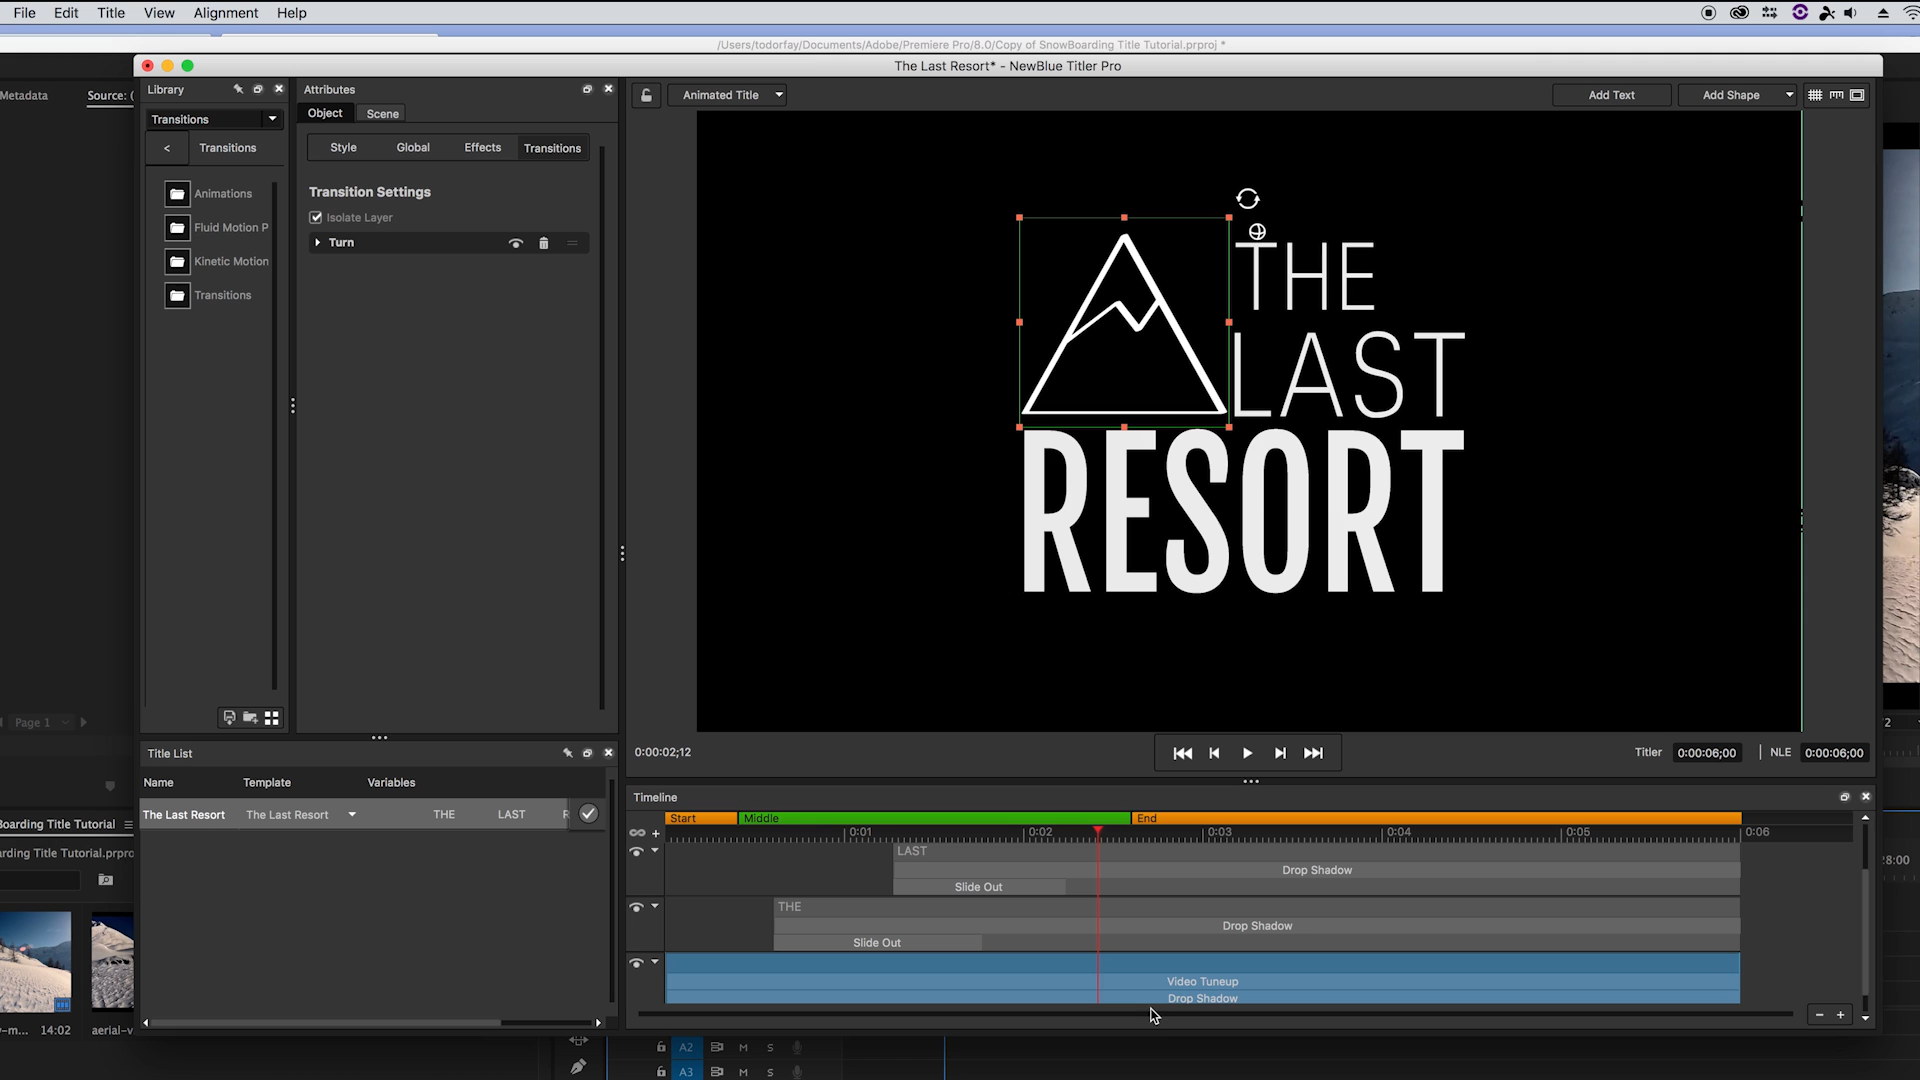 File Edit Title View Alignment Help
/Users/todorfay/Documents/Adobe/Premiere Pro/8.0/Copy of SnowBoarding Title Tutorial.prproj *
The Last Resort* - NewBlue Titler Pro
Metadata Source: (
Library
Transitions
< Transitions
Animations
Fluid Motion P
Kinetic Motion
Transitions
Attributes
Object Scene
Style Global Effects Transitions
Transition Settings
Isolate Layer
Turn
Animated Title
Add Text
Add Shape
THE
LAST
RESORT
Page 1
Title List
Name Template Variables
The Last Resort The Last Resort THE LAST R
0:00:02;12
Titler 0:00:06;00 | NLE 0:00:06;00
Timeline
Start Middle End
0:01 0:02 0:03 0:04 0:05 0:06
LAST
Drop Shadow
Slide Out
THE
Drop Shadow
Slide Out
Video Tuneup
Drop Shadow
oarding Title Tutorial
rding Title Tutorial.prpro
-m... 14:02 aerial-v
/2
28:00
A2 M S
A3 M S